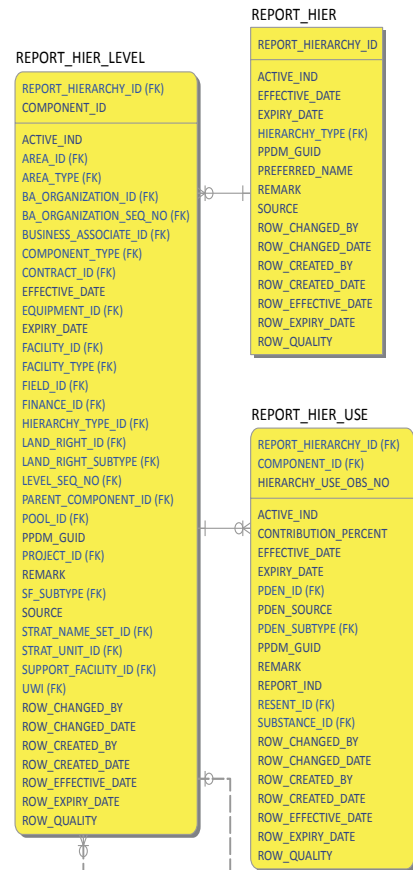 REPORT_HIER
REPORT_HIERARCHY_ID
ACTIVE_IND
EFFECTIVE_DATE
EXPIRY_DATE
HIERARCHY_TYPE (FK)
PPDM_GUID
PREFERRED_NAME
REMARK
SOURCE
ROW_CHANGED_BY
ROW_CHANGED_DATE
ROW_CREATED_BY
ROW_CREATED_DATE
ROW_EFFECTIVE_DATE
ROW_EXPIRY_DATE
ROW_QUALITY
REPORT_HIER_LEVEL
REPORT_HIERARCHY_ID (FK)
COMPONENT_ID
ACTIVE_IND
AREA_ID (FK)
AREA_TYPE (FK)
BA_ORGANIZATION_ID (FK)
BA_ORGANIZATION_SEQ_NO (FK)
BUSINESS_ASSOCIATE_ID (FK)
COMPONENT_TYPE (FK)
CONTRACT_ID (FK)
EFFECTIVE_DATE
EQUIPMENT_ID (FK)
EXPIRY_DATE
FACILITY_ID (FK)
FACILITY_TYPE (FK)
FIELD_ID (FK)
FINANCE_ID (FK)
HIERARCHY_TYPE_ID (FK)
LAND_RIGHT_ID (FK)
LAND_RIGHT_SUBTYPE (FK)
LEVEL_SEQ_NO (FK)
PARENT_COMPONENT_ID (FK)
POOL_ID (FK)
PPDM_GUID
PROJECT_ID (FK)
REMARK
SF_SUBTYPE (FK)
SOURCE
STRAT_NAME_SET_ID (FK)
STRAT_UNIT_ID (FK)
SUPPORT_FACILITY_ID (FK)
UWI (FK)
ROW_CHANGED_BY
ROW_CHANGED_DATE
ROW_CREATED_BY
ROW_CREATED_DATE
ROW_EFFECTIVE_DATE
ROW_EXPIRY_DATE
ROW_QUALITY
REPORT_HIER_USE
REPORT_HIERARCHY_ID (FK)
COMPONENT_ID (FK)
HIERARCHY_USE_OBS_NO
ACTIVE_IND
CONTRIBUTION_PERCENT
EFFECTIVE_DATE
EXPIRY_DATE
PDEN_ID (FK)
PDEN_SOURCE
PDEN_SUBTYPE (FK)
PPDM_GUID
REMARK
REPORT_IND
RESENT_ID (FK)
SUBSTANCE_ID (FK)
ROW_CHANGED_BY
ROW_CHANGED_DATE
ROW_CREATED_BY
ROW_CREATED_DATE
ROW_EFFECTIVE_DATE
ROW_EXPIRY_DATE
ROW_QUALITY